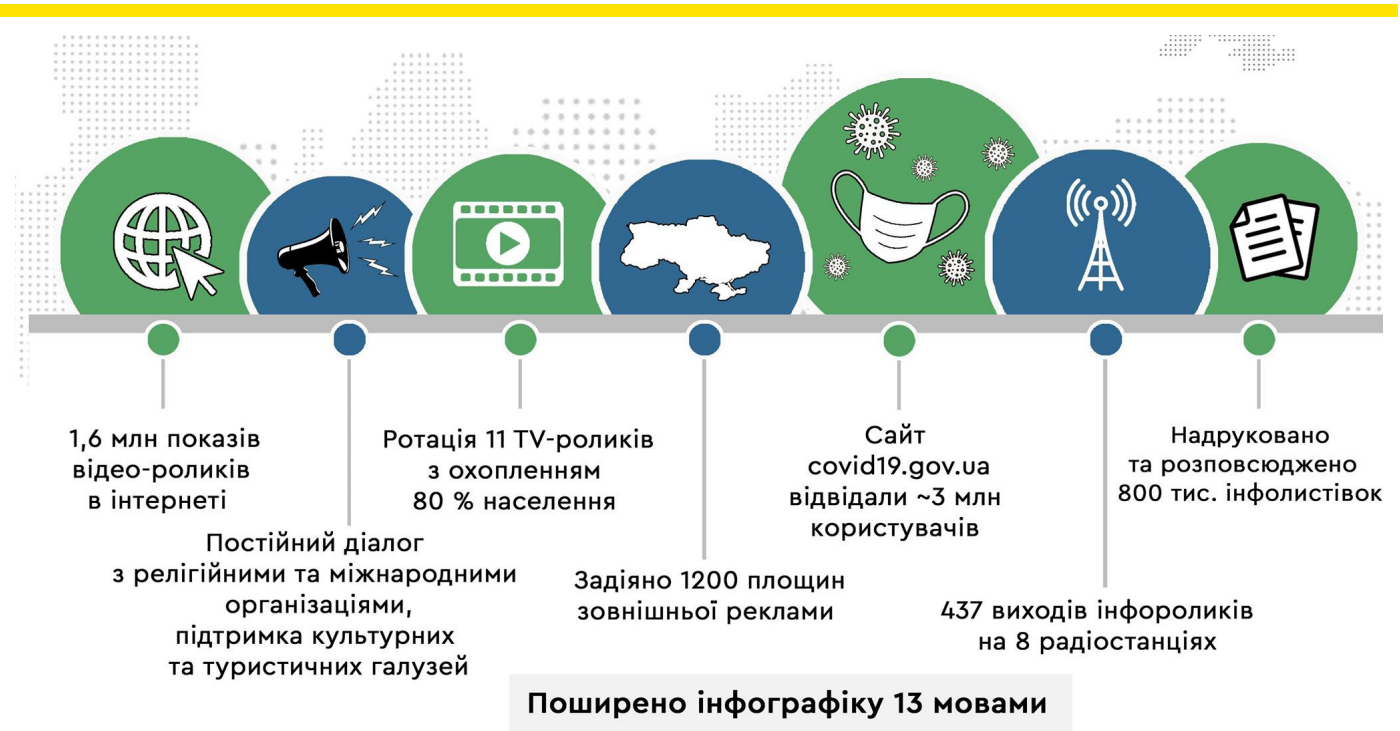 1,6 млн показів
відео-роликів
в інтернеті
Постійний діалог
з релігійними та міжнародними
організаціями,
підтримка культурних
та туристичних галузей
Ротація 11 TV-роликів
з охопленням
80 % населення
Задіяно 1200 площин
зовнішньої реклами
Сайт
covid19.gov.ua
відвідали ~3 млн
користувачів
437 виходів інфороликів
на 8 радіостанціях
Надруковано
та розповсюджено
800 тис. інфолистівок
Поширено інфографіку 13 мовами